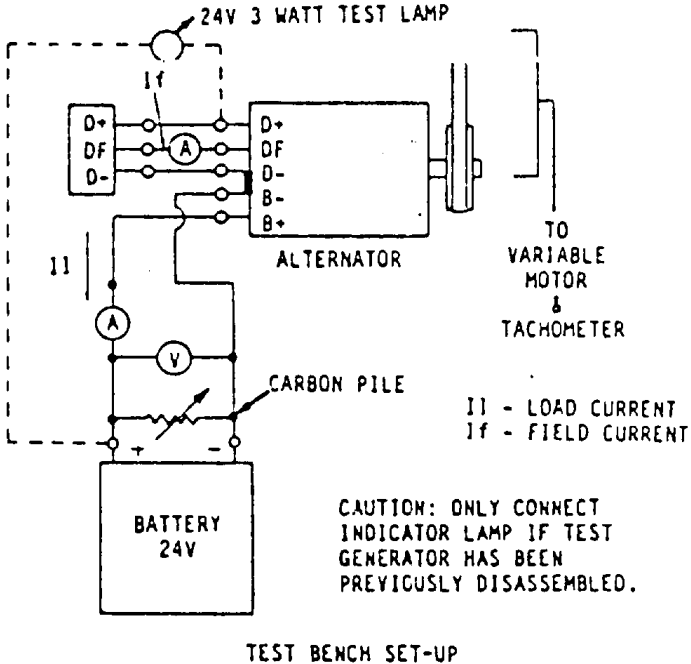 24V 3 WATT TEST LAMP
If
D+
DF
D-
A
D+
DF
D-
B-
B+
ALTERNATOR
TO
VARIABLE
MOTOR
&
TACHOMETER
Il
A
V
CARBON PILE
Il - LOAD CURRENT
If - FIELD CURRENT
+ -
BATTERY
24V
CAUTION: ONLY CONNECT
INDICATOR LAMP IF TEST
GENERATOR HAS BEEN
PREVIOUSLY DISASSEMBLED.
TEST BENCH SET-UP